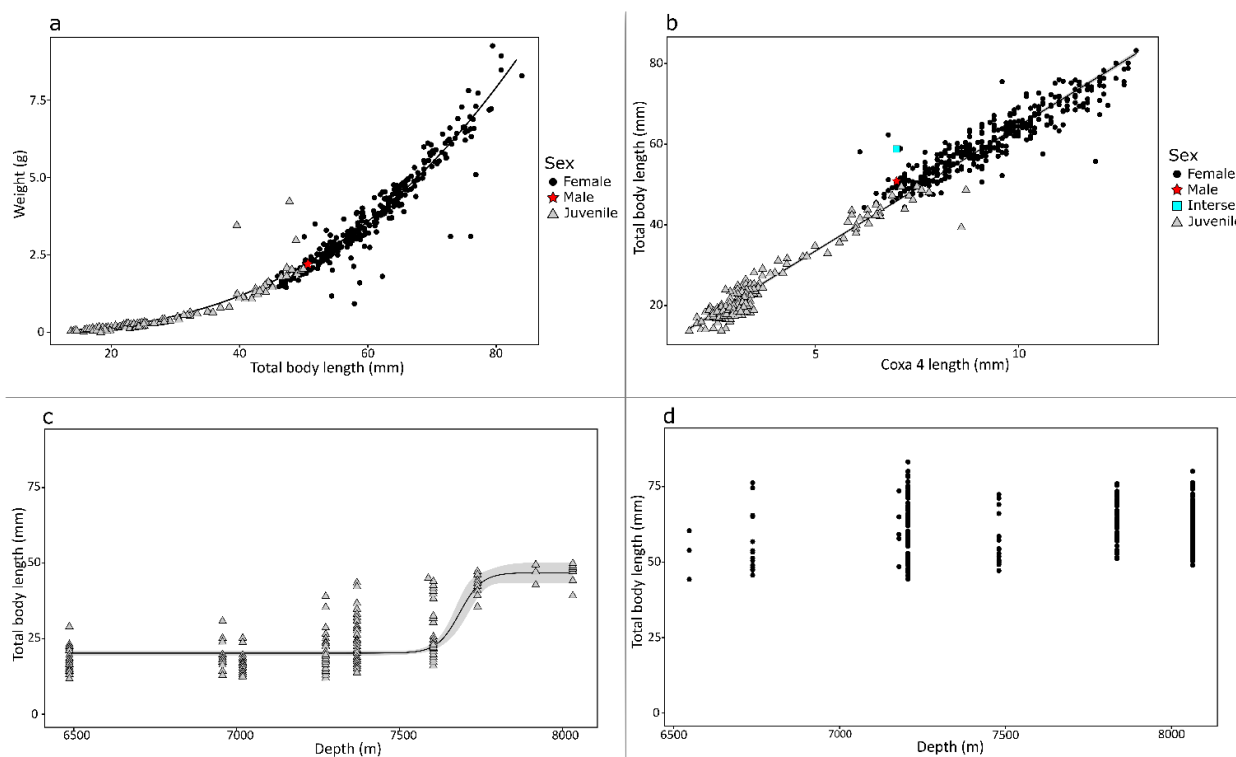 a
Weight (g)
7.5
5.0
2.5
0
20
40
60
80
Total body length (mm)
Sex
Female
Male
Juvenile
b
Total body length (mm)
80
60
40
20
5
10
Coxa 4 length (mm)
Sex
Female
Male
Interse
Juvenile
c
Total body length (mm)
75
50
25
0
6500
7000
7500
8000
Depth (m)
d
Total body length (mm)
75
50
25
0
6500
7000
7500
8000
Depth (m)